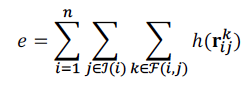 $e = \sum_{i=1}^{n} \sum_{j \in \mathcal{I}(i)} \sum_{k \in \mathcal{F}(i,j)} h(\mathbf{r}_{ij}^{k})$